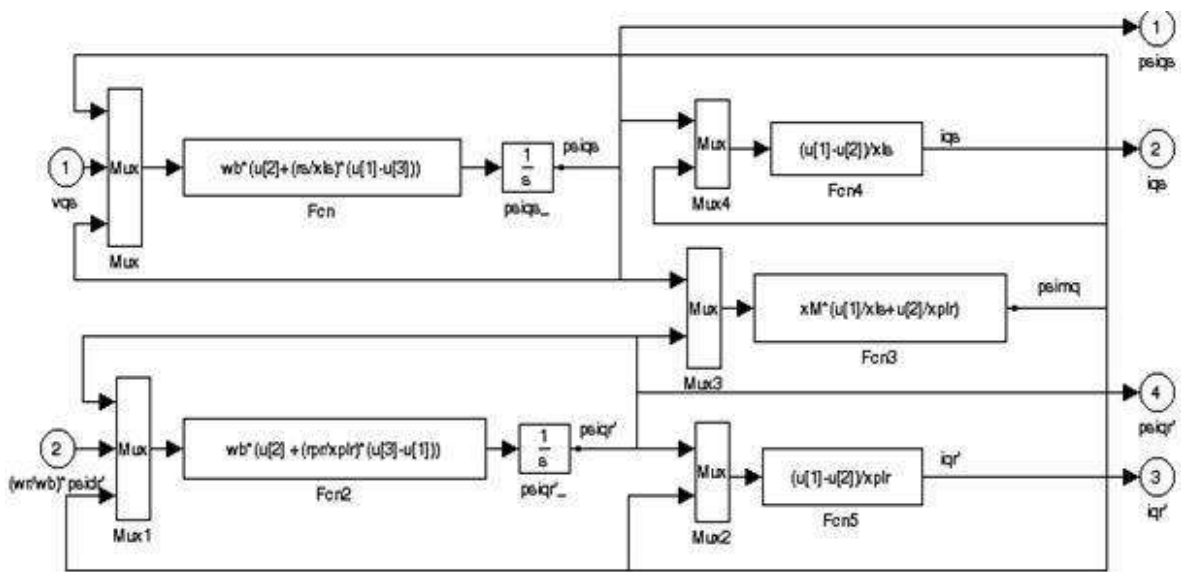 1
psiqs
1
vqs
Mux
Mux
wb*(u[2]+(rs/xls)*(u[1]-u[3]))
Fcn
1
s
psiqs
psiqs_
Mux
Mux4
(u[1]-u[2])/xls
Fcn4
iqs
2
iqs
Mux
Mux3
xM*(u[1]/xls+u[2]/xplr)
Fcn3
psimq
4
psiqr'
2
(wr/wb)*psidr'
Mux
Mux1
wb*(u[2] +(rpr/xplr)*(u[3]-u[1]))
Fcn2
1
s
psiqr'
psiqr'_
Mux
Mux2
(u[1]-u[2])/xplr
Fcn5
iqr'
3
iqr'